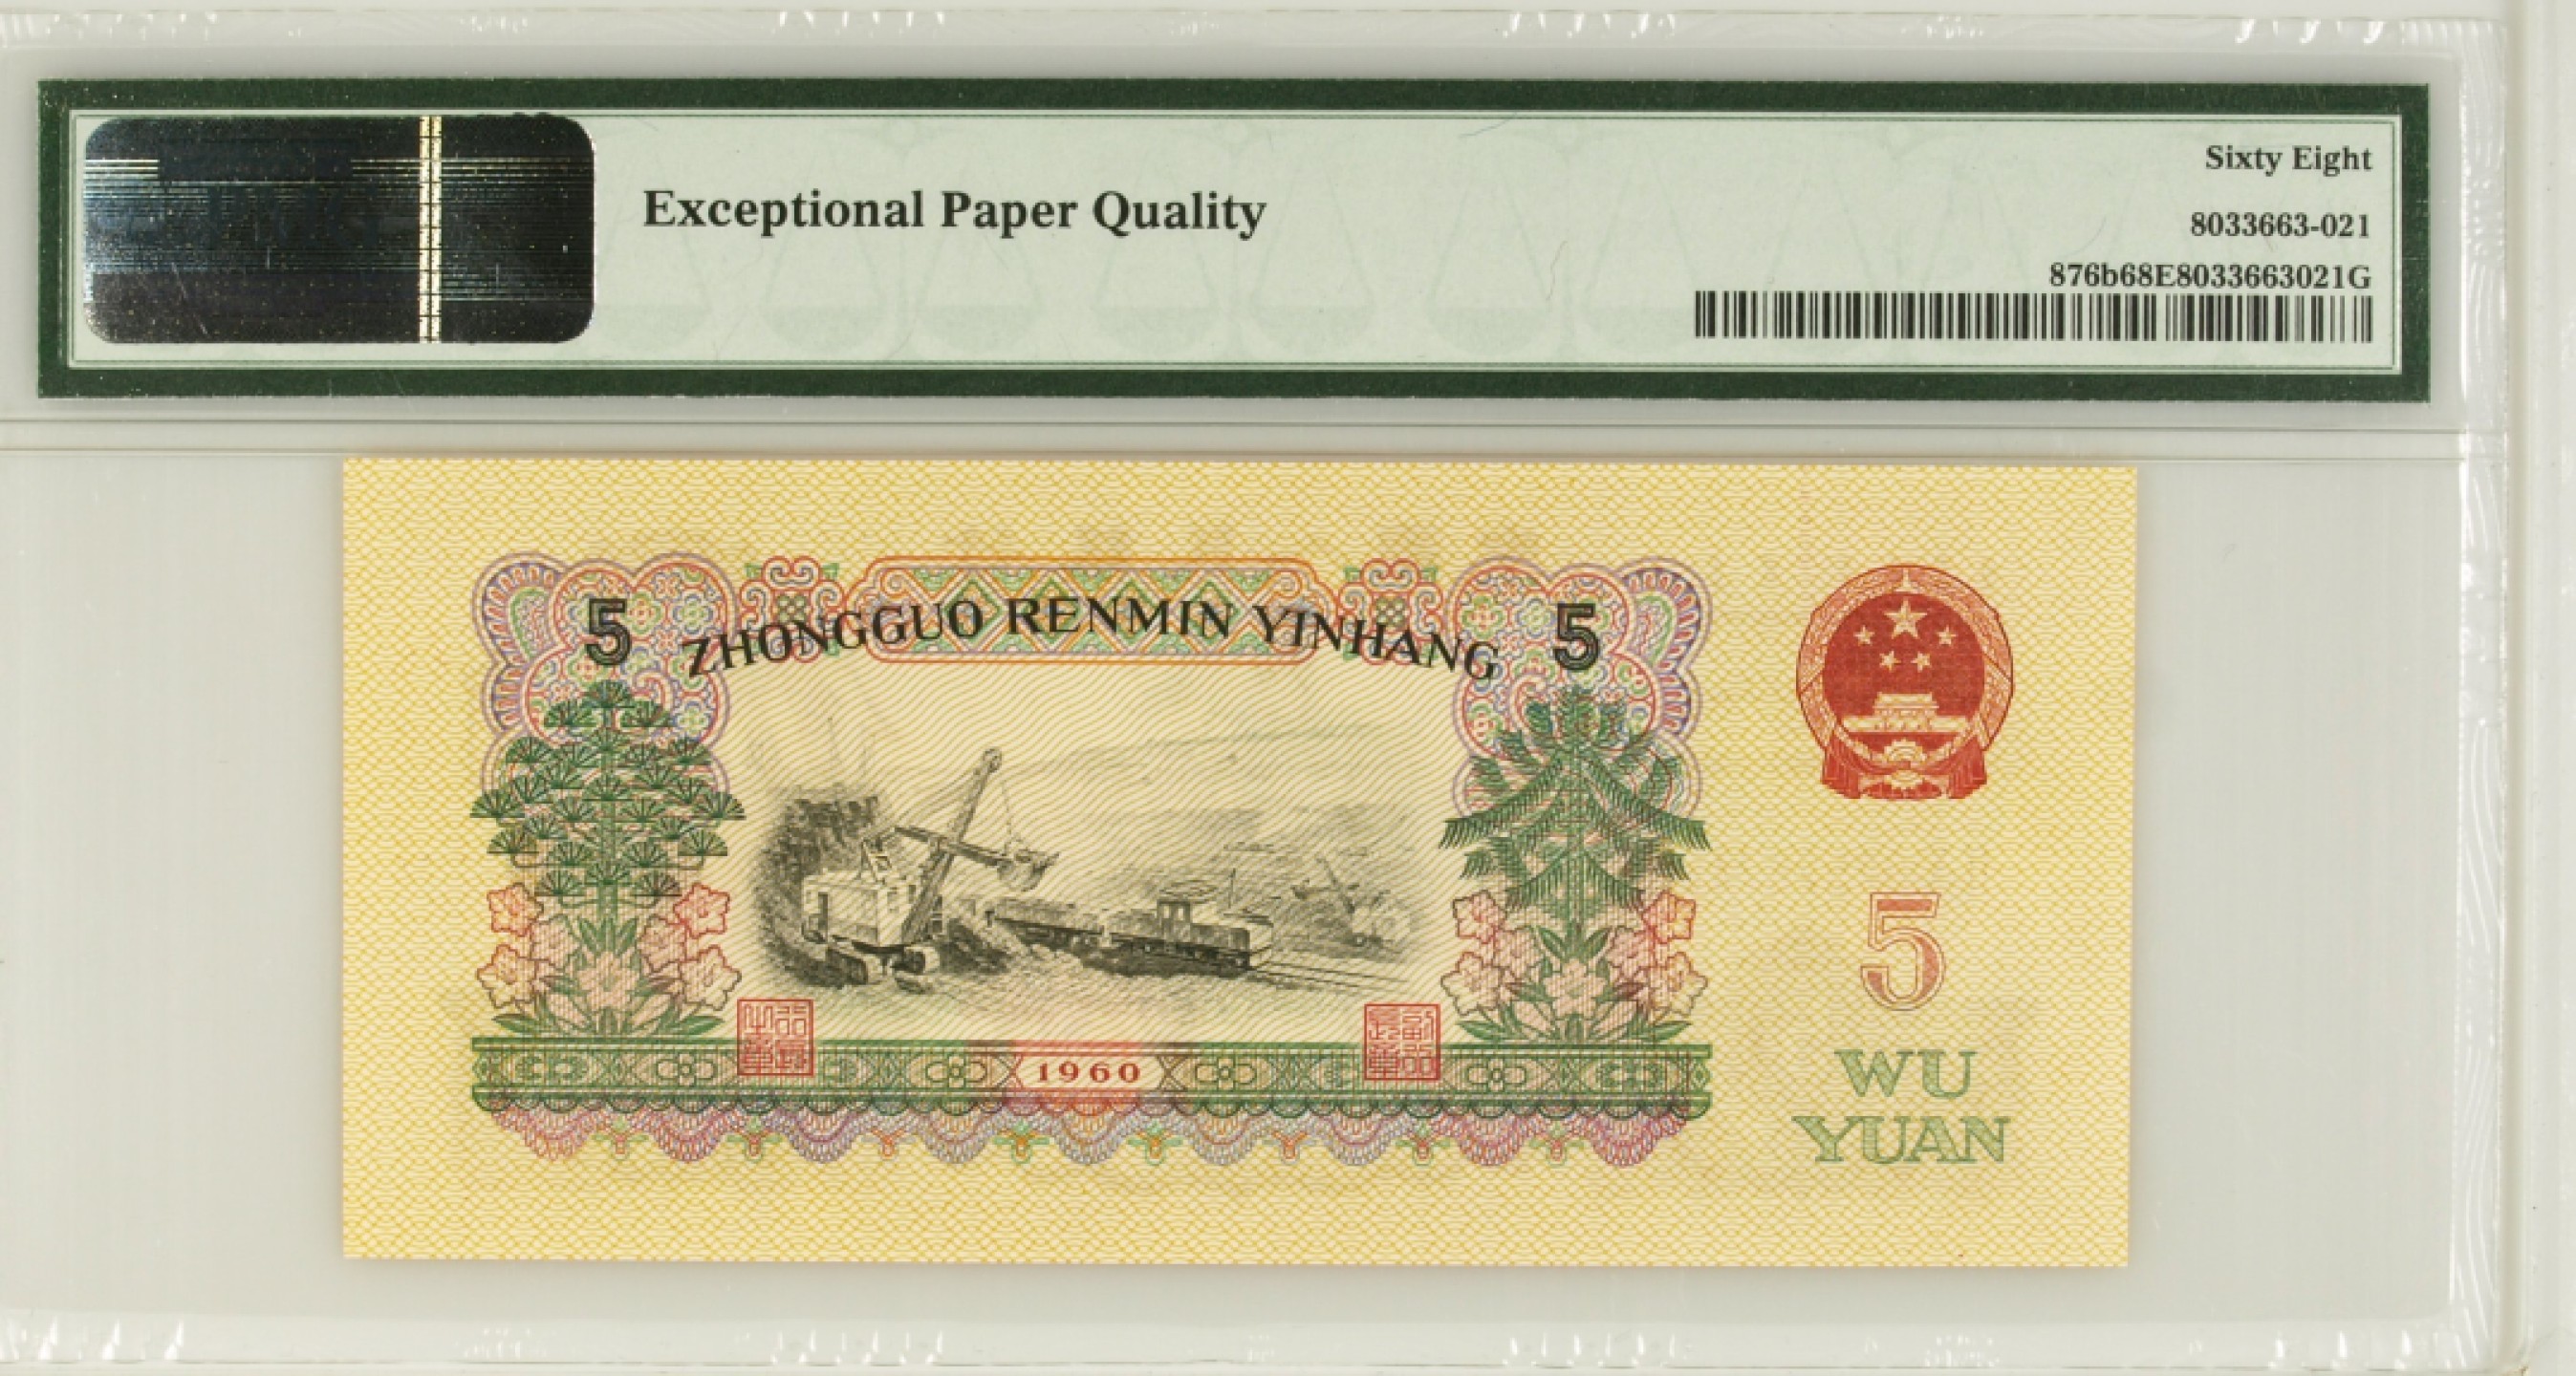 Exceptional Paper Quality
Sixty Eight
8033663-021
876b68E8033663021G
5 ZHONGGUO RENMIN YINHANG 5
5
WU
YUAN
1960